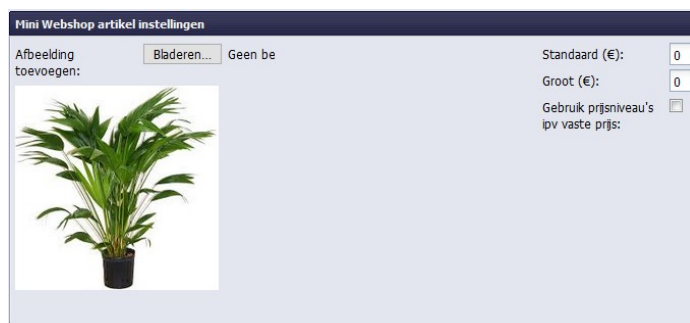 Mini Webshop artikel instellingen
Afbeelding toevoegen:
Bladeren... Geen be
Standaard (€): 0
Groot (€): 0
Gebruik prijsniveau's
ipv vaste prijs: